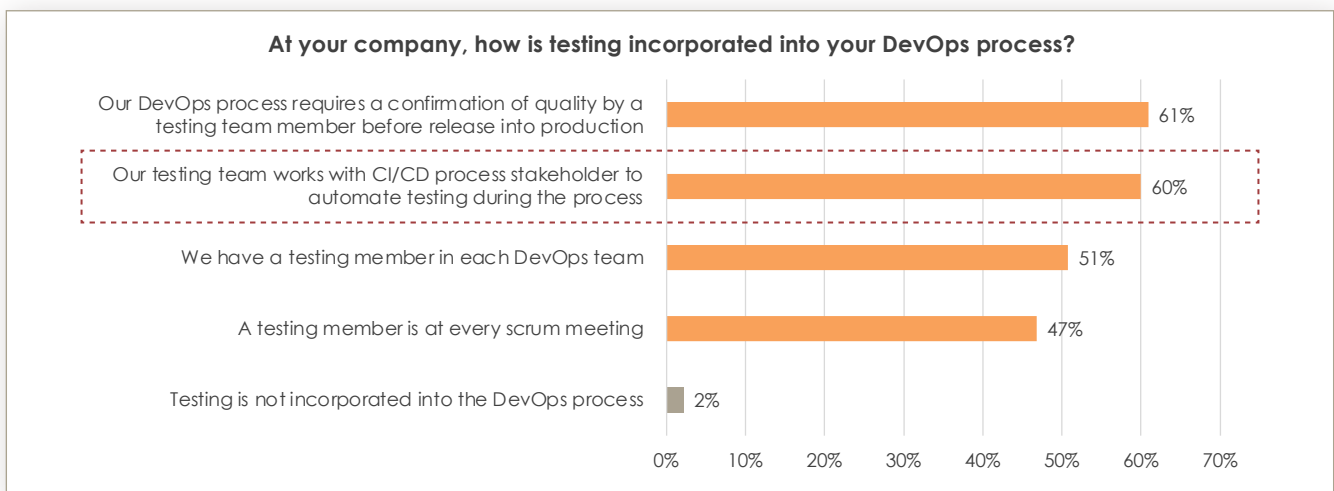 At your company, how is testing incorporated into your DevOps process?
Our DevOps process requires a confirmation of quality by a
testing team member before release into production
61%
Our testing team works with CI/CD process stakeholder to
automate testing during the process
60%
We have a testing member in each DevOps team
51%
A testing member is at every scrum meeting
47%
Testing is not incorporated into the DevOps process
2%
0% 10% 20% 30% 40% 50% 60% 70%